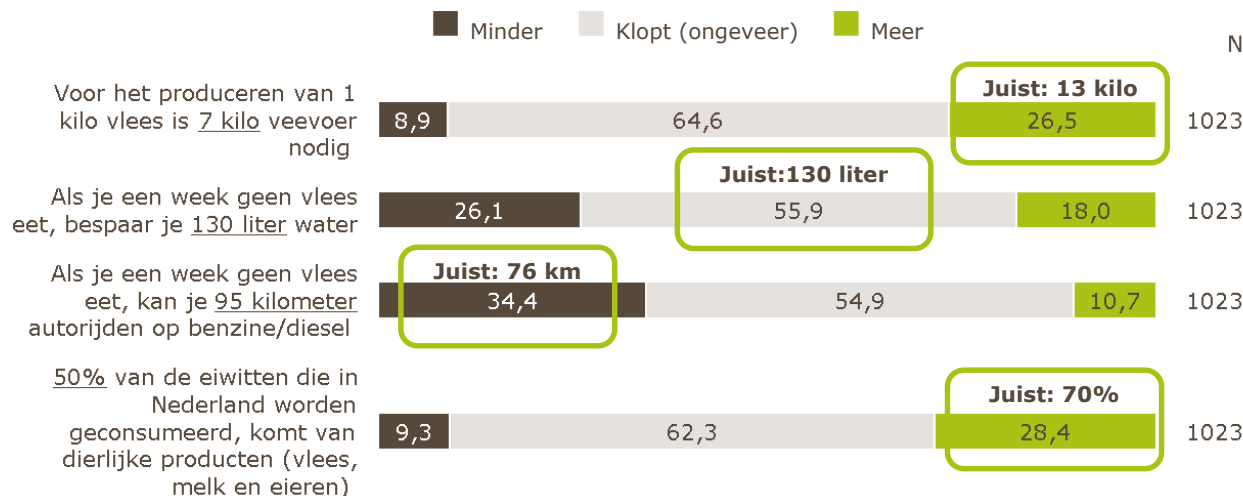 Minder
Klopt (ongeveer)
Meer
N
Voor het produceren van 1
kilo vlees is 7 kilo veevoer
nodig
8,9
64,6
Juist: 13 kilo
26,5
1023
Als je een week geen vlees
eet, bespaar je 130 liter water
26,1
Juist:130 liter
55,9
18,0
1023
Als je een week geen vlees
eet, kan je 95 kilometer
autorijden op benzine/diesel
Juist: 76 km
34,4
54,9
10,7
1023
50% van de eiwitten die in
Nederland worden
geconsumeerd, komt van
dierlijke producten (vlees,
melk en eieren)
9,3
62,3
Juist: 70%
28,4
1023